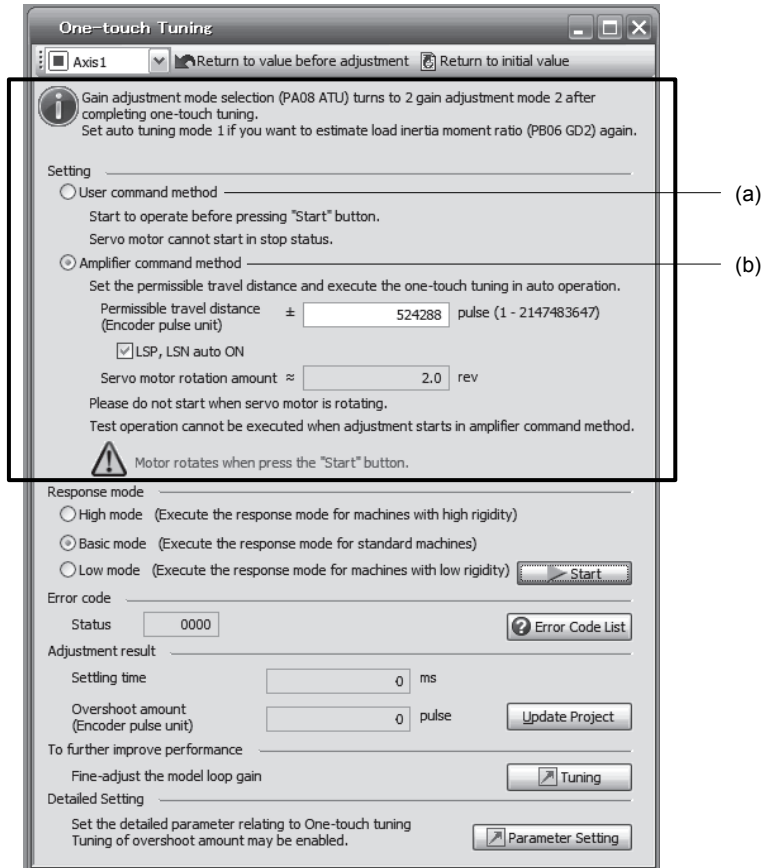 One-touch Tuning
Axis1 Return to value before adjustment Return to initial value
Gain adjustment mode selection (PA08 ATU) turns to 2 gain adjustment mode 2 after
completing one-touch tuning.
Set auto tuning mode 1 if you want to estimate load inertia moment ratio (PB06 GD2) again.
Setting
User command method (a)
Start to operate before pressing "Start" button.
Servo motor cannot start in stop status.
Amplifier command method (b)
Set the permissible travel distance and execute the one-touch tuning in auto operation.
Permissible travel distance
(Encoder pulse unit) ± 524288 pulse (1 - 2147483647)
LSP, LSN auto ON
Servo motor rotation amount ≈ 2.0 rev
Please do not start when servo motor is rotating.
Test operation cannot be executed when adjustment starts in amplifier command method.
Motor rotates when press the "Start" button.
Response mode
High mode (Execute the response mode for machines with high rigidity)
Basic mode (Execute the response mode for standard machines)
Low mode (Execute the response mode for machines with low rigidity) Start
Error code
Status 0000 Error Code List
Adjustment result
Settling time 0 ms
Overshoot amount
(Encoder pulse unit) 0 pulse Update Project
To further improve performance
Fine-adjust the model loop gain Tuning
Detailed Setting
Set the detailed parameter relating to One-touch tuning
Tuning of overshoot amount may be enabled. Parameter Setting